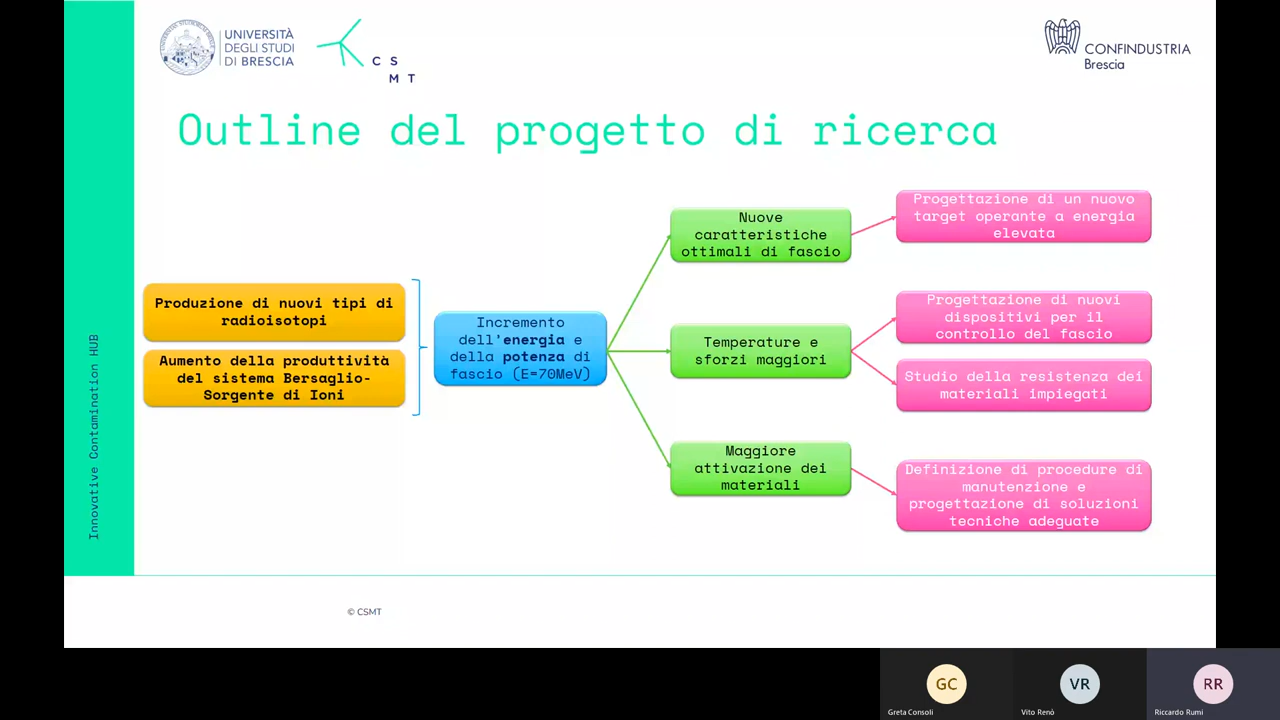 UNIVERSITÀ
DEGLI STUDI
DI BRESCIA
C S
M T
CONFINDUSTRIA
Brescia
Outline del progetto di ricerca
Produzione di nuovi tipi di
radioisotopi
Aumento della produttività
del sistema Bersaglio-
Sorgente di Ioni
Incremento
dell'energia e
della potenza di
fascio (E=70MeV)
Nuove
caratteristiche
ottimali di fascio
Temperature e
sforzi maggiori
Maggiore
attivazione dei
materiali
Progettazione di un nuovo
target operante a energia
elevata
Progettazione di nuovi
dispositivi per il
controllo del fascio
Studio della resistenza dei
materiali impiegati
Definizione di procedure di
manutenzione e
progettazione di soluzioni
tecniche adeguate
Innovative Contamination HUB
© CSMT
GC
Greta Consoli
VR
Vito Renò
RR
Riccardo Rumi